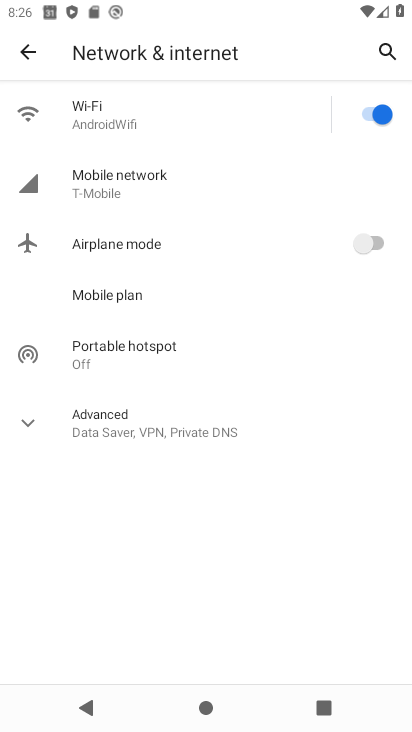 8:26
Network & internet
Wi-Fi
AndroidWifi
Mobile network
T-Mobile
Airplane mode
Mobile plan
Portable hotspot
Off
Advanced
Data Saver, VPN, Private DNS